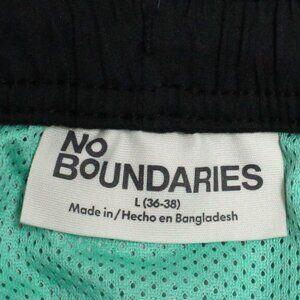 NO
BOUNDARIES
L (36-38)
Made in/Hecho en Bangladesh